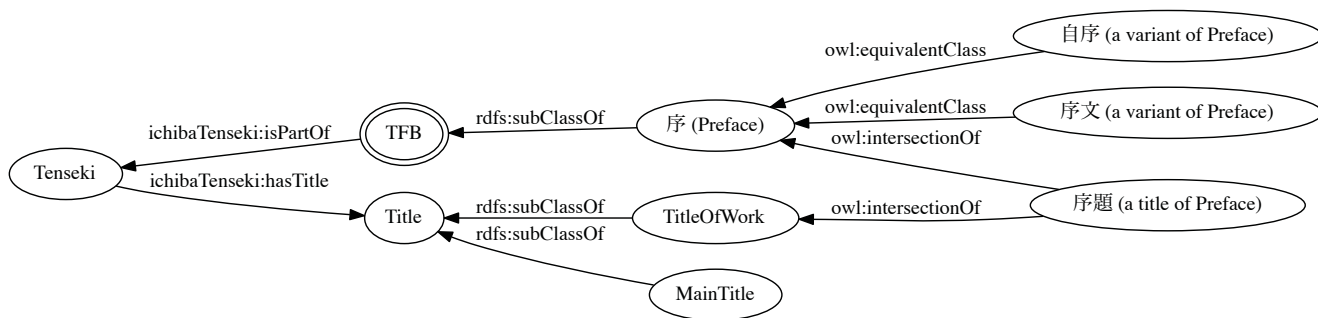 自序 (a variant of Preface)
owl:equivalentClass
序文 (a variant of Preface)
owl:equivalentClass
序 (Preface)
rdfs:subClassOf
TFB
ichibaTenseki:isPartOf
owl:intersectionOf
Tenseki
ichibaTenseki:hasTitle
序題 (a title of Preface)
owl:intersectionOf
TitleOfWork
rdfs:subClassOf
Title
rdfs:subClassOf
MainTitle